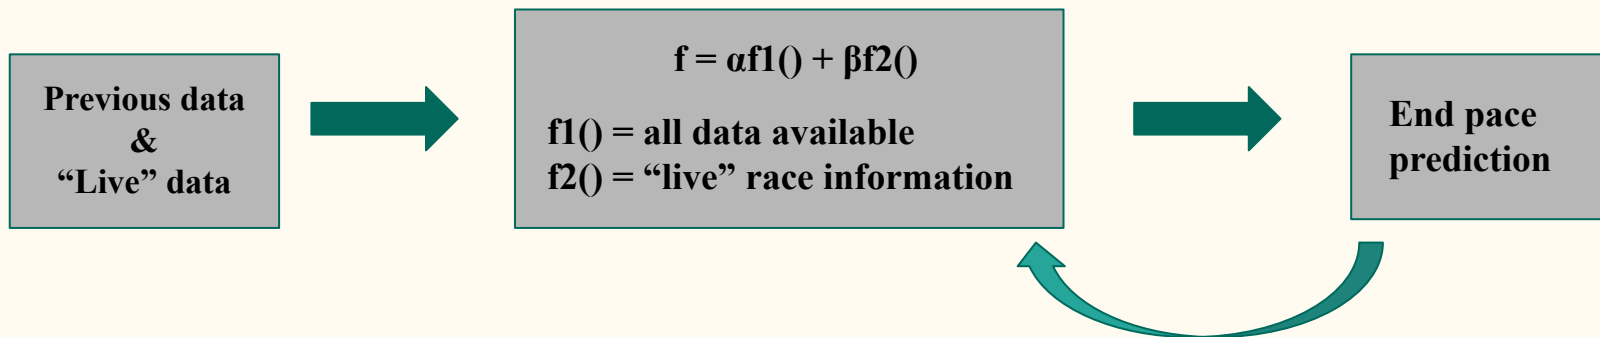 Previous data
&
“Live” data
f = αf1() + βf2()
f1() = all data available
f2() = “live” race information
End pace
prediction